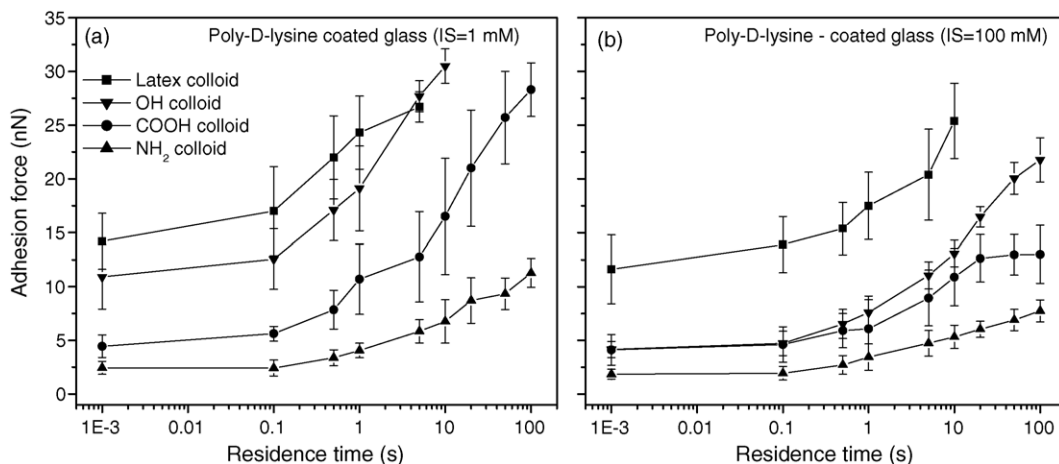 (a)
Poly-D-lysine coated glass (IS=1 mM)
Latex colloid
OH colloid
COOH colloid
NH₂ colloid
Adhesion force (nN)
35
30
25
20
15
10
5
0
1E-3 0.01 0.1 1 10 100
Residence time (s)
(b)
Poly-D-lysine - coated glass (IS=100 mM)
1E-3 0.01 0.1 1 10 100
Residence time (s)